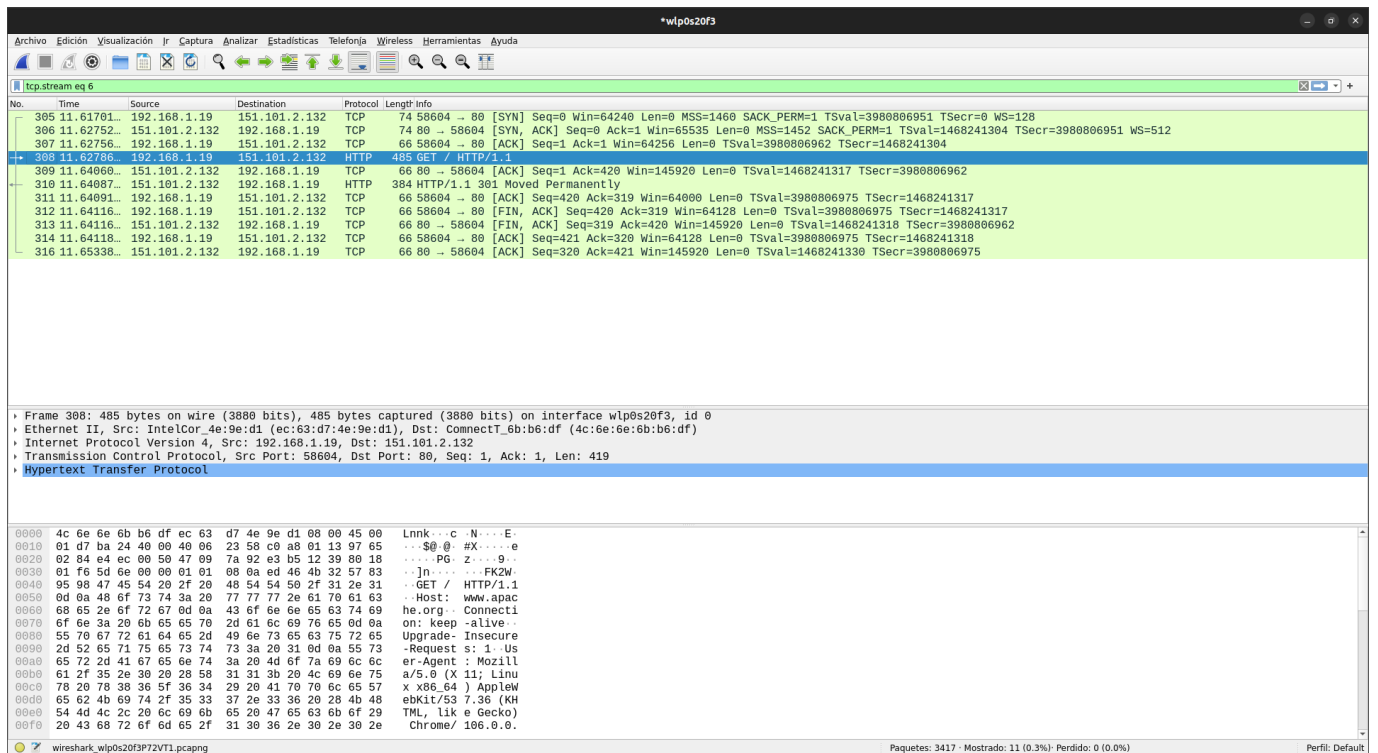 *wlp0s20f3
Archivo Edición Visualización Ir Captura Analizar Estadísticas Telefonía Wireless Herramientas Ayuda
tcp.stream eq 6
No. Time Source Destination Protocol Length Info
305 11.61701… 192.168.1.19 151.101.2.132 TCP 74 58604 → 80 [SYN] Seq=0 Win=64240 Len=0 MSS=1460 SACK_PERM=1 TSval=3980806951 TSecr=0 WS=128
306 11.62752… 151.101.2.132 192.168.1.19 TCP 74 80 → 58604 [SYN, ACK] Seq=0 Ack=1 Win=65535 Len=0 MSS=1452 SACK_PERM=1 TSval=1468241304 TSecr=3980806951 WS=512
307 11.62756… 192.168.1.19 151.101.2.132 TCP 66 58604 → 80 [ACK] Seq=1 Ack=1 Win=64256 Len=0 TSval=3980806962 TSecr=1468241304
308 11.62786… 192.168.1.19 151.101.2.132 HTTP 485 GET / HTTP/1.1
309 11.64060… 151.101.2.132 192.168.1.19 TCP 66 80 → 58604 [ACK] Seq=1 Ack=420 Win=145920 Len=0 TSval=1468241317 TSecr=3980806962
310 11.64087… 151.101.2.132 192.168.1.19 HTTP 384 HTTP/1.1 301 Moved Permanently
311 11.64091… 192.168.1.19 151.101.2.132 TCP 66 58604 → 80 [ACK] Seq=420 Ack=319 Win=64000 Len=0 TSval=3980806975 TSecr=1468241317
312 11.64116… 192.168.1.19 151.101.2.132 TCP 66 58604 → 80 [FIN, ACK] Seq=420 Ack=319 Win=64128 Len=0 TSval=3980806975 TSecr=1468241317
313 11.64116… 151.101.2.132 192.168.1.19 TCP 66 80 → 58604 [FIN, ACK] Seq=319 Ack=420 Win=145920 Len=0 TSval=1468241318 TSecr=3980806962
314 11.64118… 192.168.1.19 151.101.2.132 TCP 66 58604 → 80 [ACK] Seq=421 Ack=320 Win=64128 Len=0 TSval=3980806975 TSecr=1468241318
316 11.65338… 151.101.2.132 192.168.1.19 TCP 66 80 → 58604 [ACK] Seq=320 Ack=421 Win=145920 Len=0 TSval=1468241330 TSecr=3980806975
Frame 308: 485 bytes on wire (3880 bits), 485 bytes captured (3880 bits) on interface wlp0s20f3, id 0
Ethernet II, Src: IntelCor_4e:9e:d1 (ec:63:d7:4e:9e:d1), Dst: ComnectT_6b:b6:df (4c:6e:6e:6b:b6:df)
Internet Protocol Version 4, Src: 192.168.1.19, Dst: 151.101.2.132
Transmission Control Protocol, Src Port: 58604, Dst Port: 80, Seq: 1, Ack: 1, Len: 419
Hypertext Transfer Protocol
0000 4c 6e 6e 6b b6 df ec 63 d7 4e 9e d1 08 00 45 00 Lnnk···c ·N····E·
0010 01 d7 ba 24 40 00 40 06 23 58 c0 a8 01 13 97 65 ···$@·@· #X·····e
0020 02 84 e4 ec 00 50 47 09 7a 92 e3 b5 12 39 80 18 ·····PG· z····9··
0030 01 f6 5d 6e 00 00 01 01 08 0a ed 46 4b 32 57 83 ··]n···· ···FK2W·
0040 95 98 47 45 54 20 2f 20 48 54 54 50 2f 31 2e 31 ··GET / HTTP/1.1
0050 0d 0a 48 6f 73 74 3a 20 77 77 77 2e 61 70 61 63 ··Host: www.apac
0060 68 65 2e 6f 72 67 0d 0a 43 6f 6e 6e 65 63 74 69 he.org·· Connecti
0070 6f 6e 3a 20 6b 65 65 70 2d 61 6c 69 76 65 0d 0a on: keep -alive··
0080 55 70 67 72 61 64 65 2d 49 6e 73 65 63 75 72 65 Upgrade- Insecure
0090 2d 52 65 71 75 65 73 74 73 3a 20 31 0d 0a 55 73 -Request s: 1··Us
00a0 65 72 2d 41 67 65 6e 74 3a 20 4d 6f 7a 69 6c 6c er-Agent : Mozill
00b0 61 2f 35 2e 30 20 28 58 31 31 3b 20 4c 69 6e 75 a/5.0 (X 11; Linu
00c0 78 20 78 38 36 5f 36 34 29 20 41 70 70 6c 65 57 x x86_64 ) AppleW
00d0 65 62 4b 69 74 2f 35 33 37 2e 33 36 20 28 4b 48 ebKit/53 7.36 (KH
00e0 54 4d 4c 2c 20 6c 69 6b 65 20 47 65 63 6b 6f 29 TML, lik e Gecko)
00f0 20 43 68 72 6f 6d 65 2f 31 30 36 2e 30 2e 30 2e Chrome/ 106.0.0.
wireshark_wlp0s20f3P72VT1.pcapng Paquetes: 3417 · Mostrado: 11 (0.3%)· Perdido: 0 (0.0%) Perfil: Default